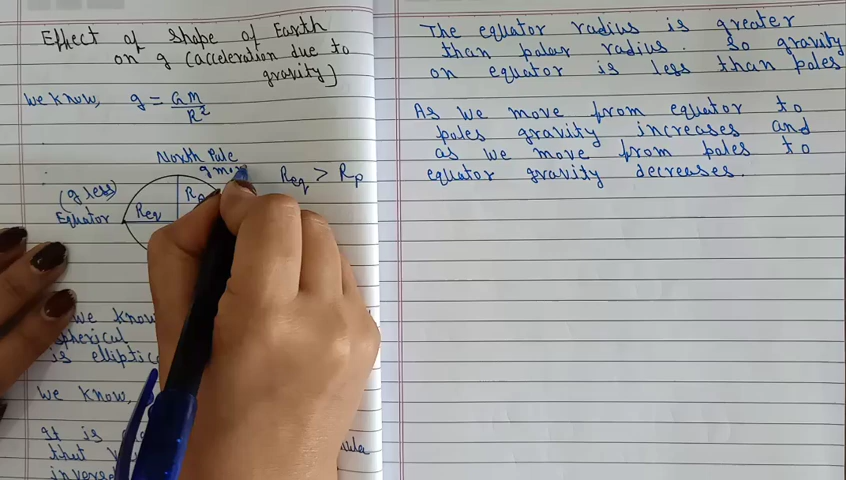 Effect of shape of Earth
on g (acceleration due to
gravity)
We know, g = GM
R²
North Pole
g mo
(g less)
Equator
Req
R
Req > Rp
we know
spherical
is elliptic
We know,
It is
that
invers
The equator radius is greater
than polar radius. So gravity
on equator is less than poles
As we move from equator to
poles gravity increases and
as we move from poles to
equator gravity decreases.